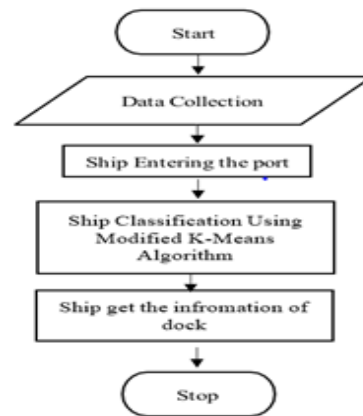 Start
Data Collection
Ship Entering the port
Ship Classification Using
Modified K-Means
Algorithm
Ship get the infromation of
dock
Stop